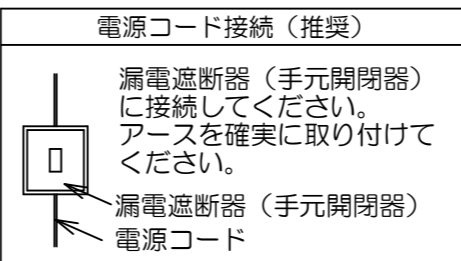 電源コード接続（推奨）
漏電遮断器（手元開閉器）
に接続してください。
アースを確実に取り付けて
ください。
漏電遮断器（手元開閉器）
電源コード